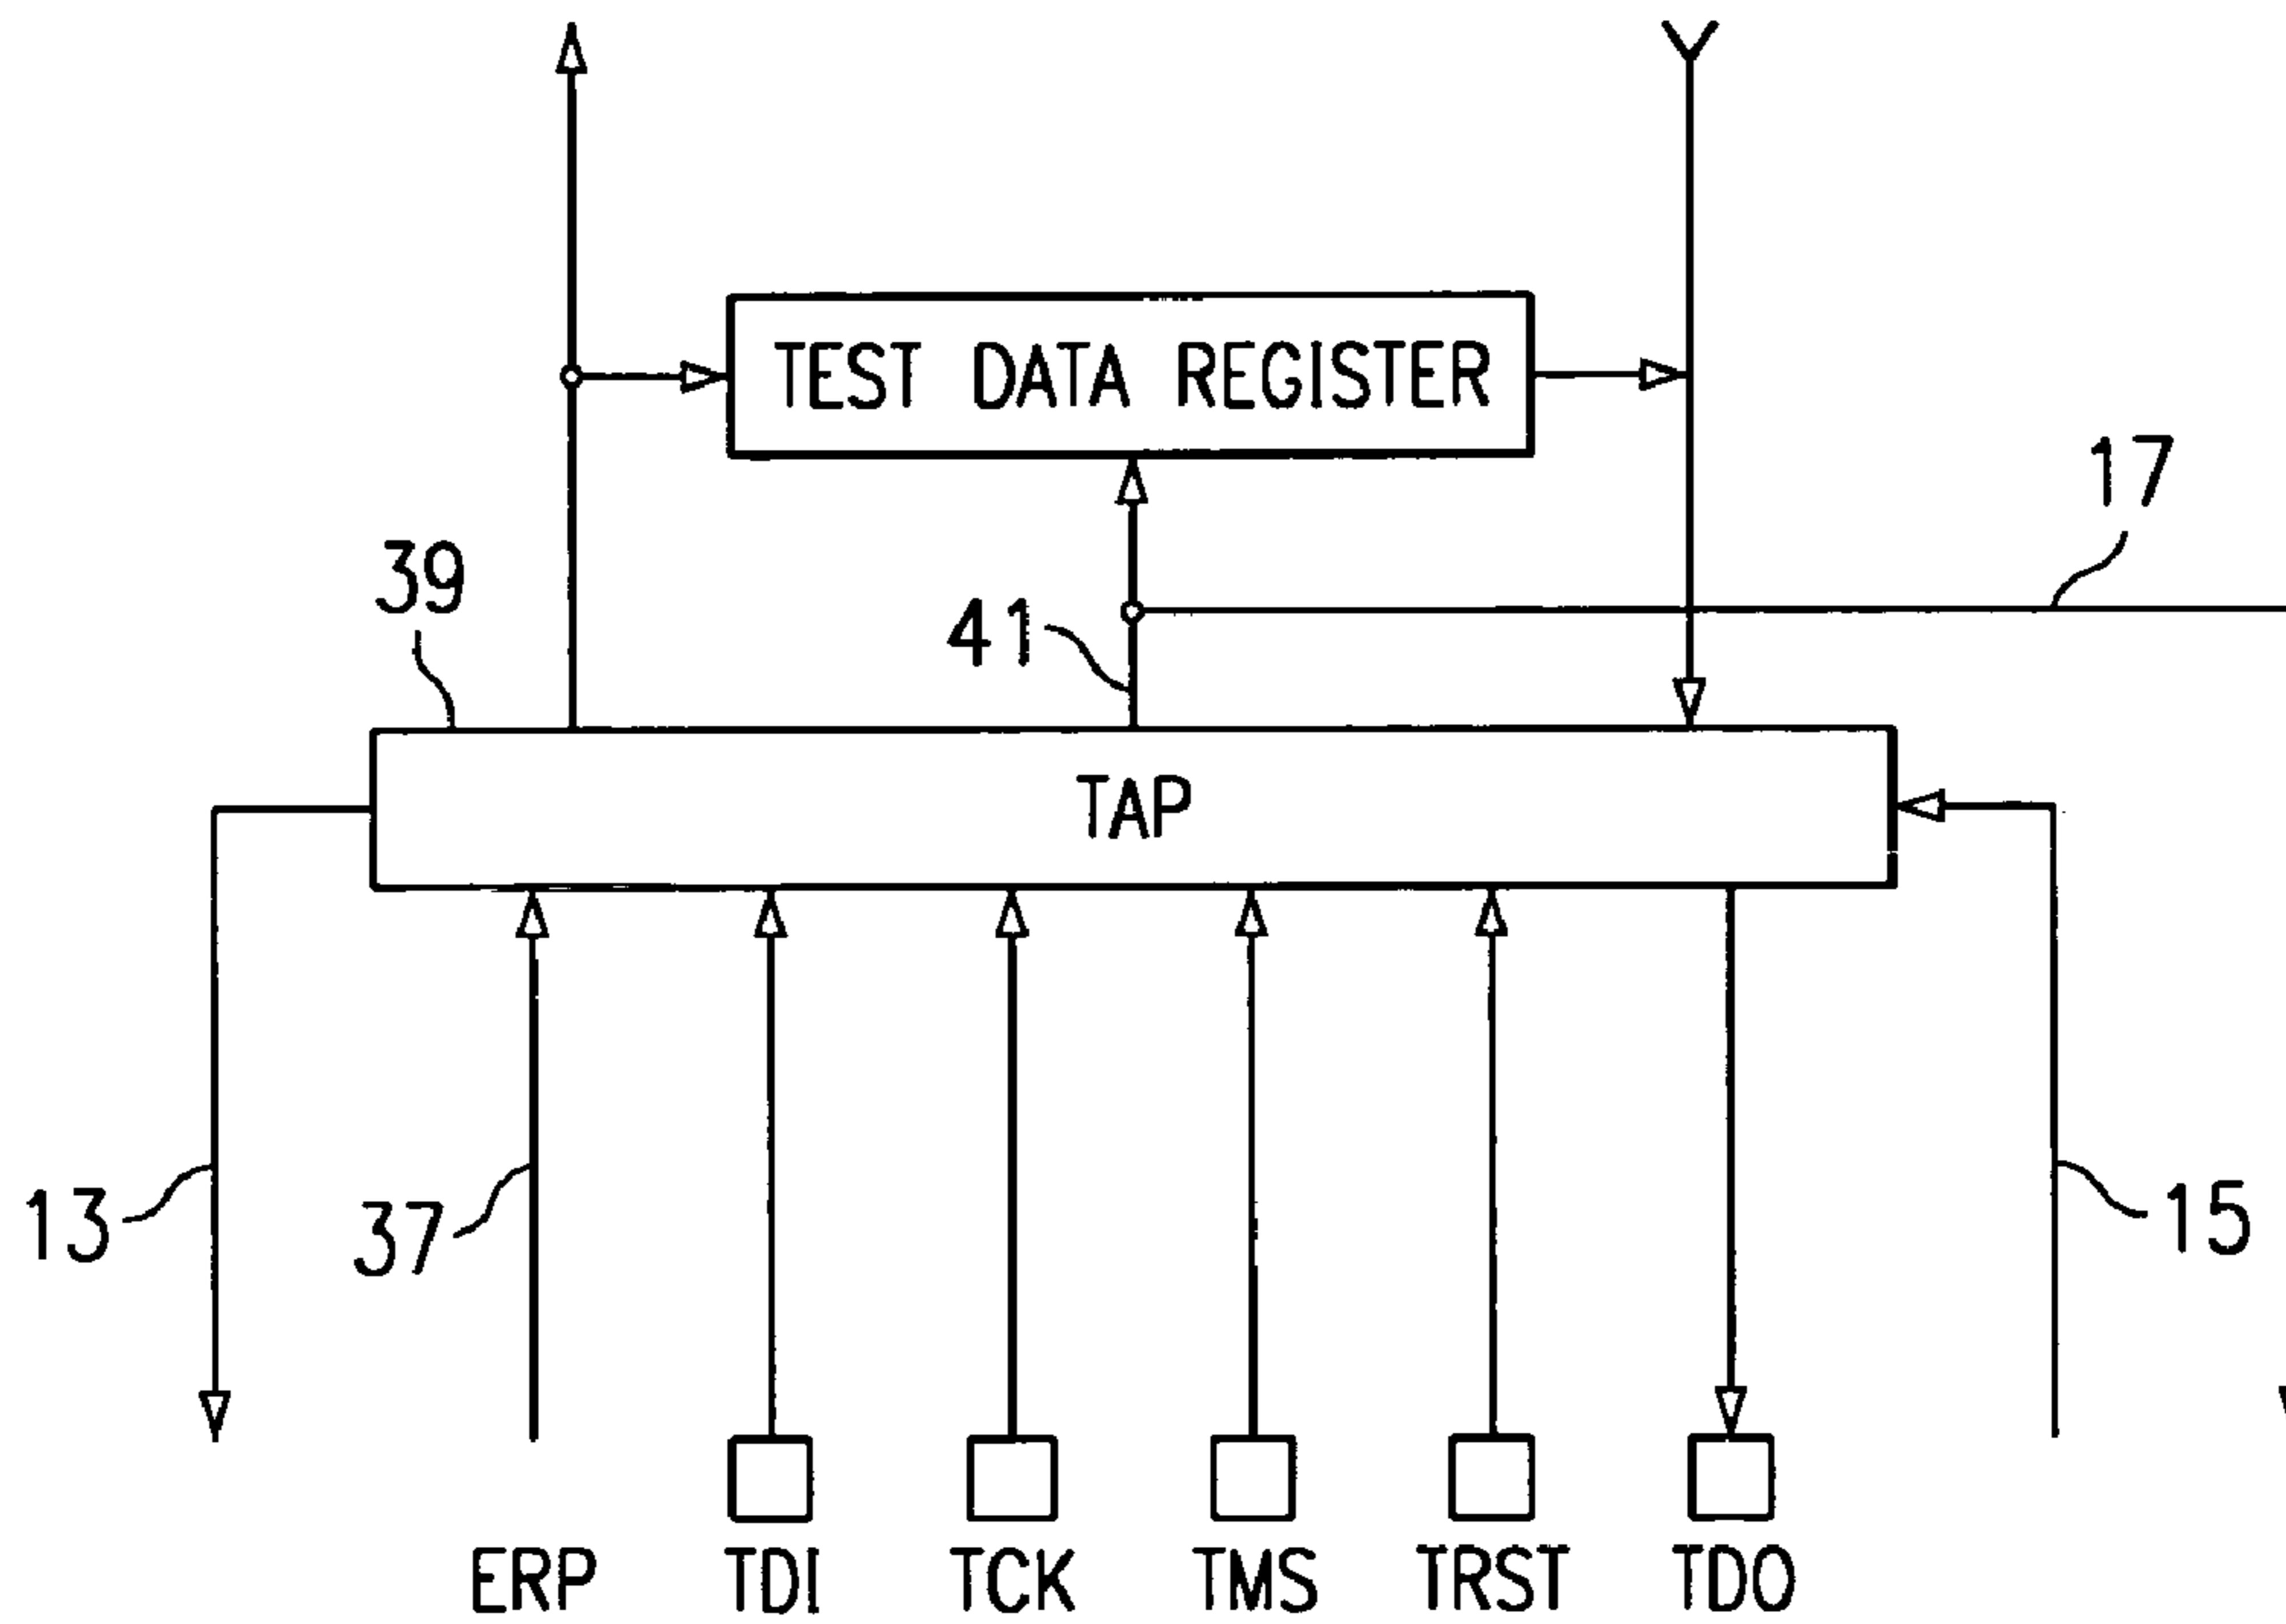 TEST DATA REGISTER
17
39
41
TAP
13
37
15
ERP TDI TCK TMS TRST TDO